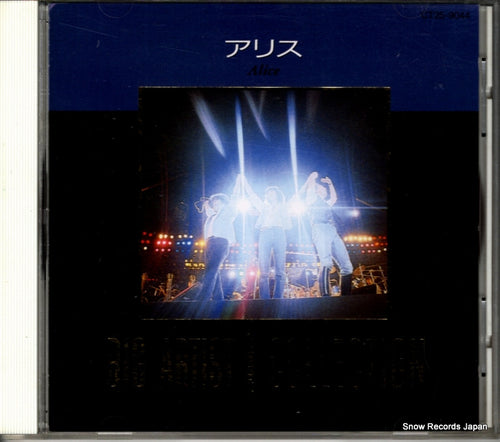 アリス
Alice
BIG ARTIST COLLECTION
Snow Records Japan